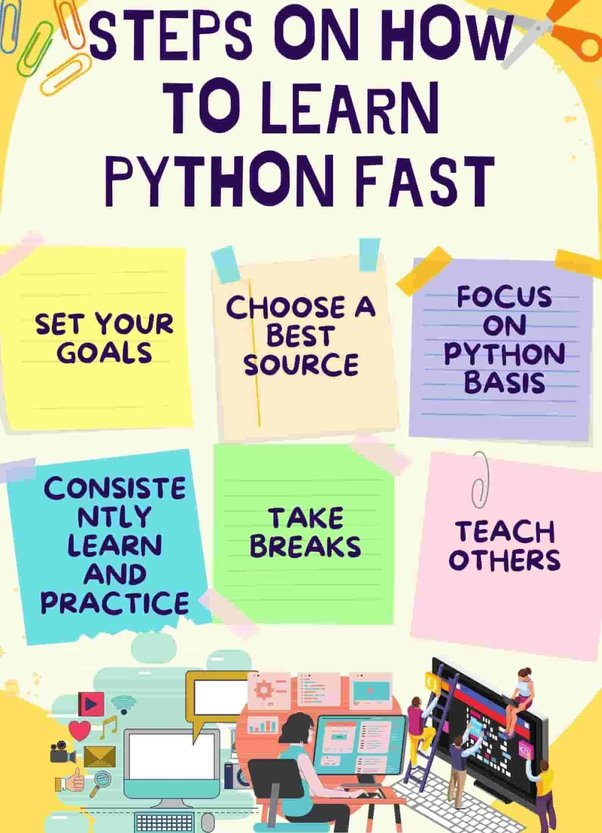 STEPS ON HOW
TO LEARN
PYTHON FAST
SET YOUR
GOALS
CHOOSE A
BEST
SOURCE
FOCUS
ON
PYTHON
BASIS
CONSISTE
NTLY
LEARN
AND
PRACTICE
TAKE
BREAKS
TEACH
OTHERS